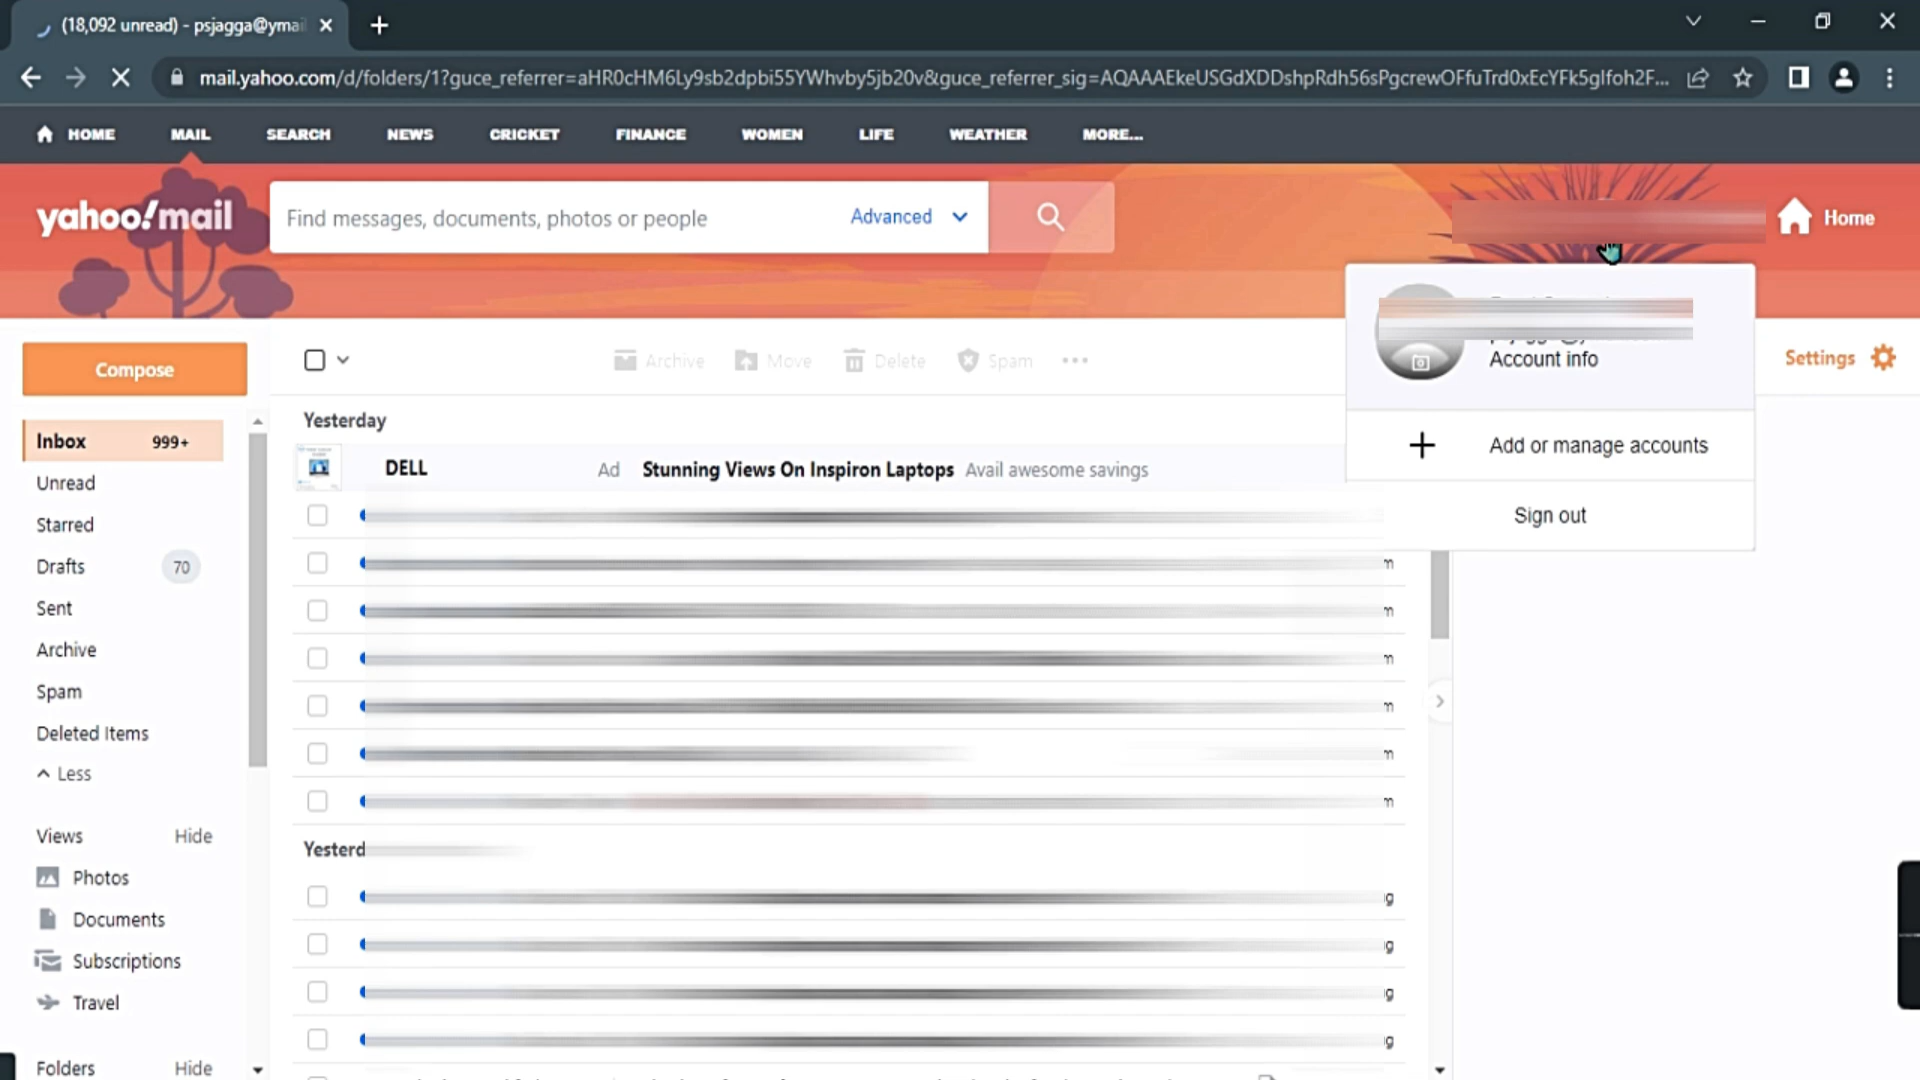 (18,092 unread) - psjagga@ymai
mail.yahoo.com/d/folders/1?guce_referrer=aHR0cHM6Ly9sb2dpbi55YWhvby5jb20v&guce_referrer_sig=AQAAAEkeUSGdXDDshpRdh56sPgcrewOFfuTrd0xEcYFk5glfoh2F...
HOME MAIL SEARCH NEWS CRICKET FINANCE WOMEN LIFE WEATHER MORE...
yahoo!mail Find messages, documents, photos or people Advanced Home
Compose Archive Move Delete Spam Account info Settings
Yesterday
Inbox 999+ Add or manage accounts
DELL Ad Stunning Views On Inspiron Laptops Avail awesome savings
Unread
Sign out
Starred
Drafts 70
Sent
Archive
Spam
Deleted Items
Less
Views Hide
Yesterd
Photos
Documents
Subscriptions
Travel
Folders Hide